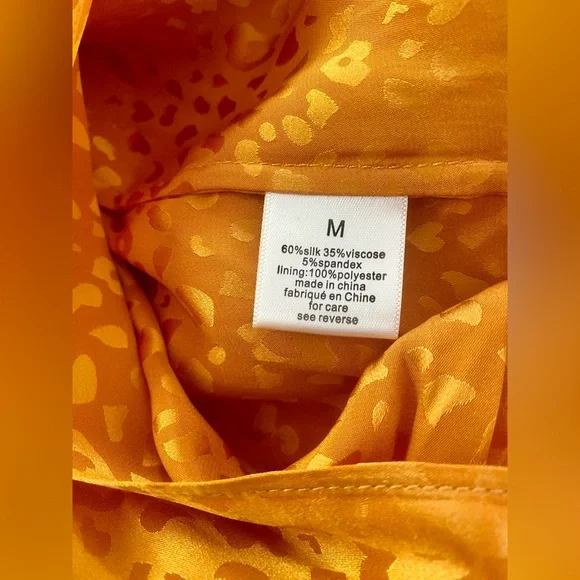 M
60%silk 35%viscose
5%spandex
lining:100%polyester
made in china
fabriqué en Chine
for care
see reverse